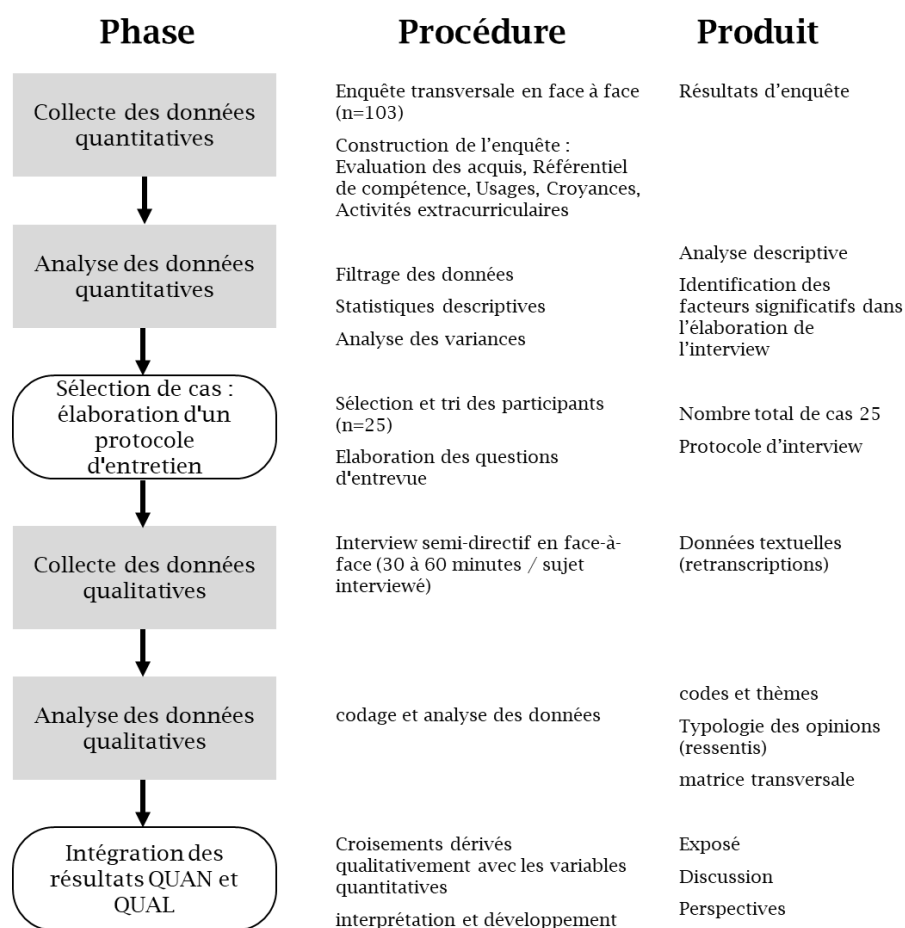 Phase
Procédure
Produit
Collecte des données
quantitatives
Enquête transversale en face à face
(n=103)
Construction de l'enquête :
Evaluation des acquis, Référentiel
de compétence, Usages, Croyances,
Activités extracurriculaires
Résultats d'enquête
Analyse des données
quantitatives
Filtrage des données
Statistiques descriptives
Analyse des variances
Analyse descriptive
Identification des
facteurs significatifs dans
l'élaboration de
l'interview
Sélection de cas :
élaboration d'un
protocole
d'entretien
Sélection et tri des participants
(n=25)
Elaboration des questions
d'entrevue
Nombre total de cas 25
Protocole d'interview
Collecte des données
qualitatives
Interview semi-directif en face-à-
face (30 à 60 minutes / sujet
interviewé)
Données textuelles
(retranscriptions)
Analyse des données
qualitatives
codage et analyse des données
codes et thèmes
Typologie des opinions
(ressentis)
matrice transversale
Intégration des
résultats QUAN et
QUAL
Croisements dérivés
qualitativement avec les variables
quantitatives
interprétation et développement
Exposé
Discussion
Perspectives